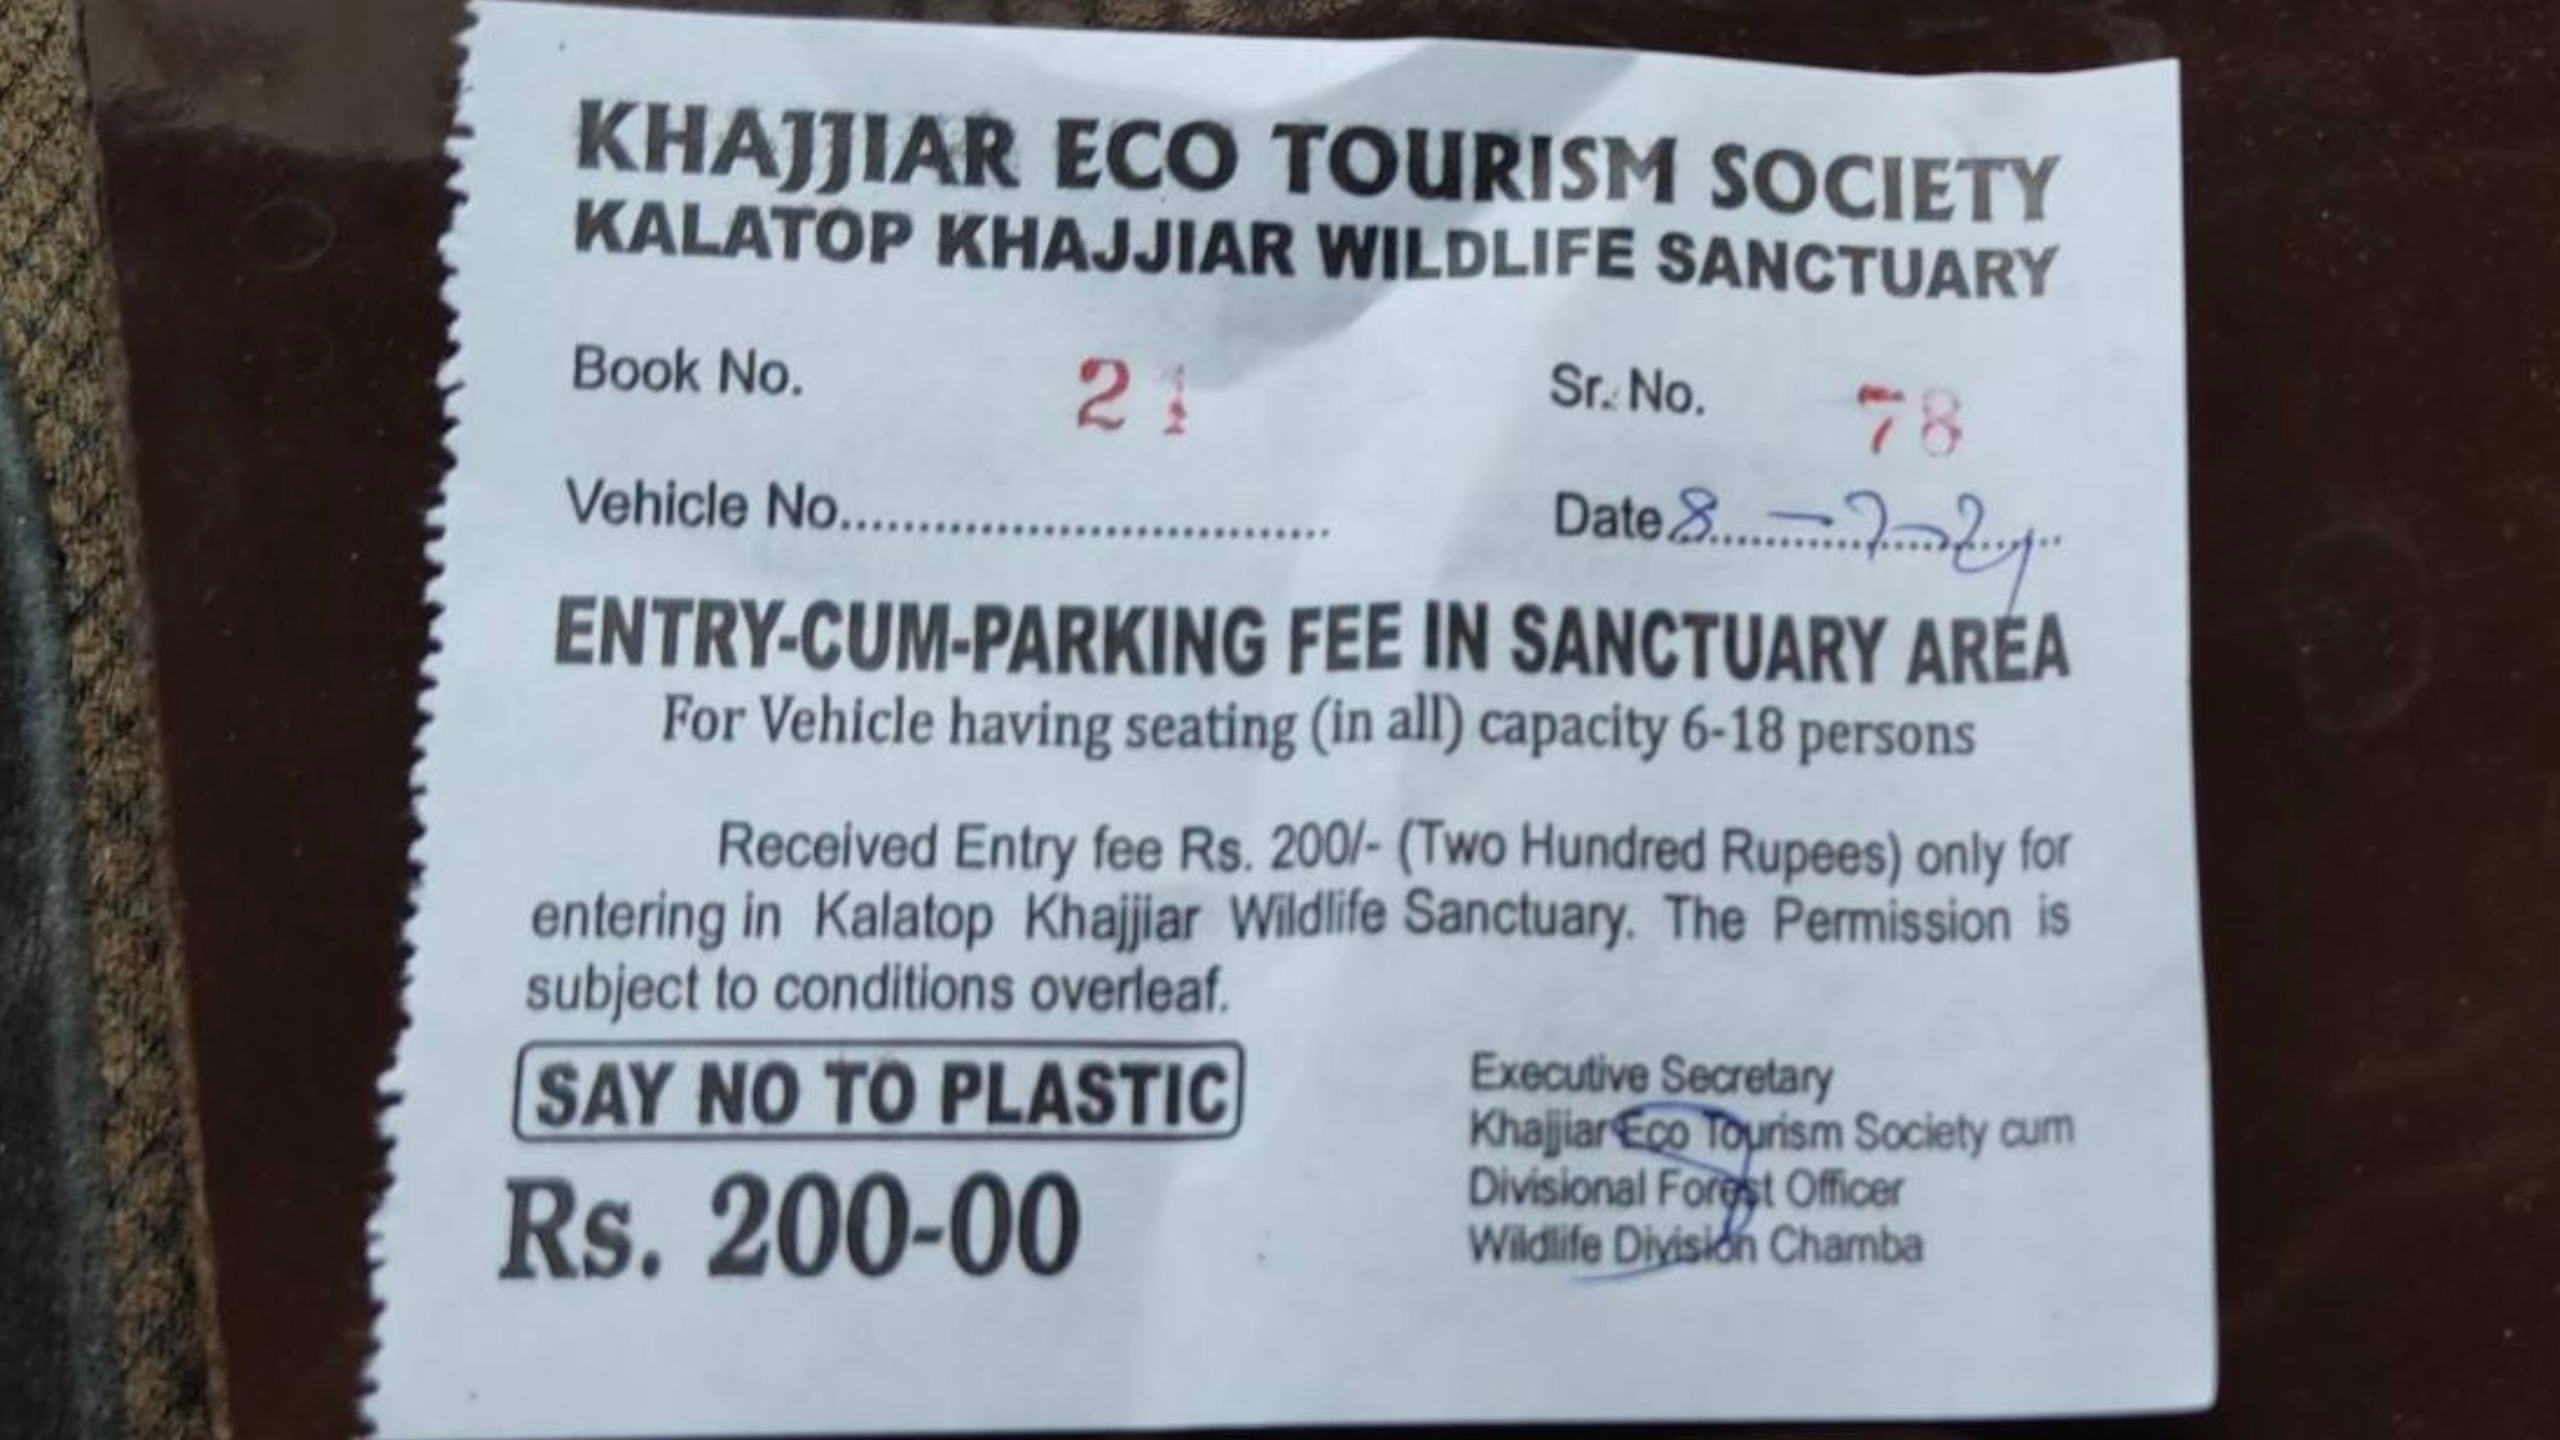 KHAJJIAR ECO TOURISM SOCIETY
KALATOP KHAJJIAR WILDLIFE SANCTUARY
Book No. 21 Sr. No. 78
Vehicle No.............................. Date 8-7-24
ENTRY-CUM-PARKING FEE IN SANCTUARY AREA
For Vehicle having seating (in all) capacity 6-18 persons
Received Entry fee Rs. 200/- (Two Hundred Rupees) only for
entering in Kalatop Khajjiar Wildlife Sanctuary. The Permission is
subject to conditions overleaf.
SAY NO TO PLASTIC
Rs. 200-00
Executive Secretary
Khajjiar Eco Tourism Society cum
Divisional Forest Officer
Wildlife Division Chamba